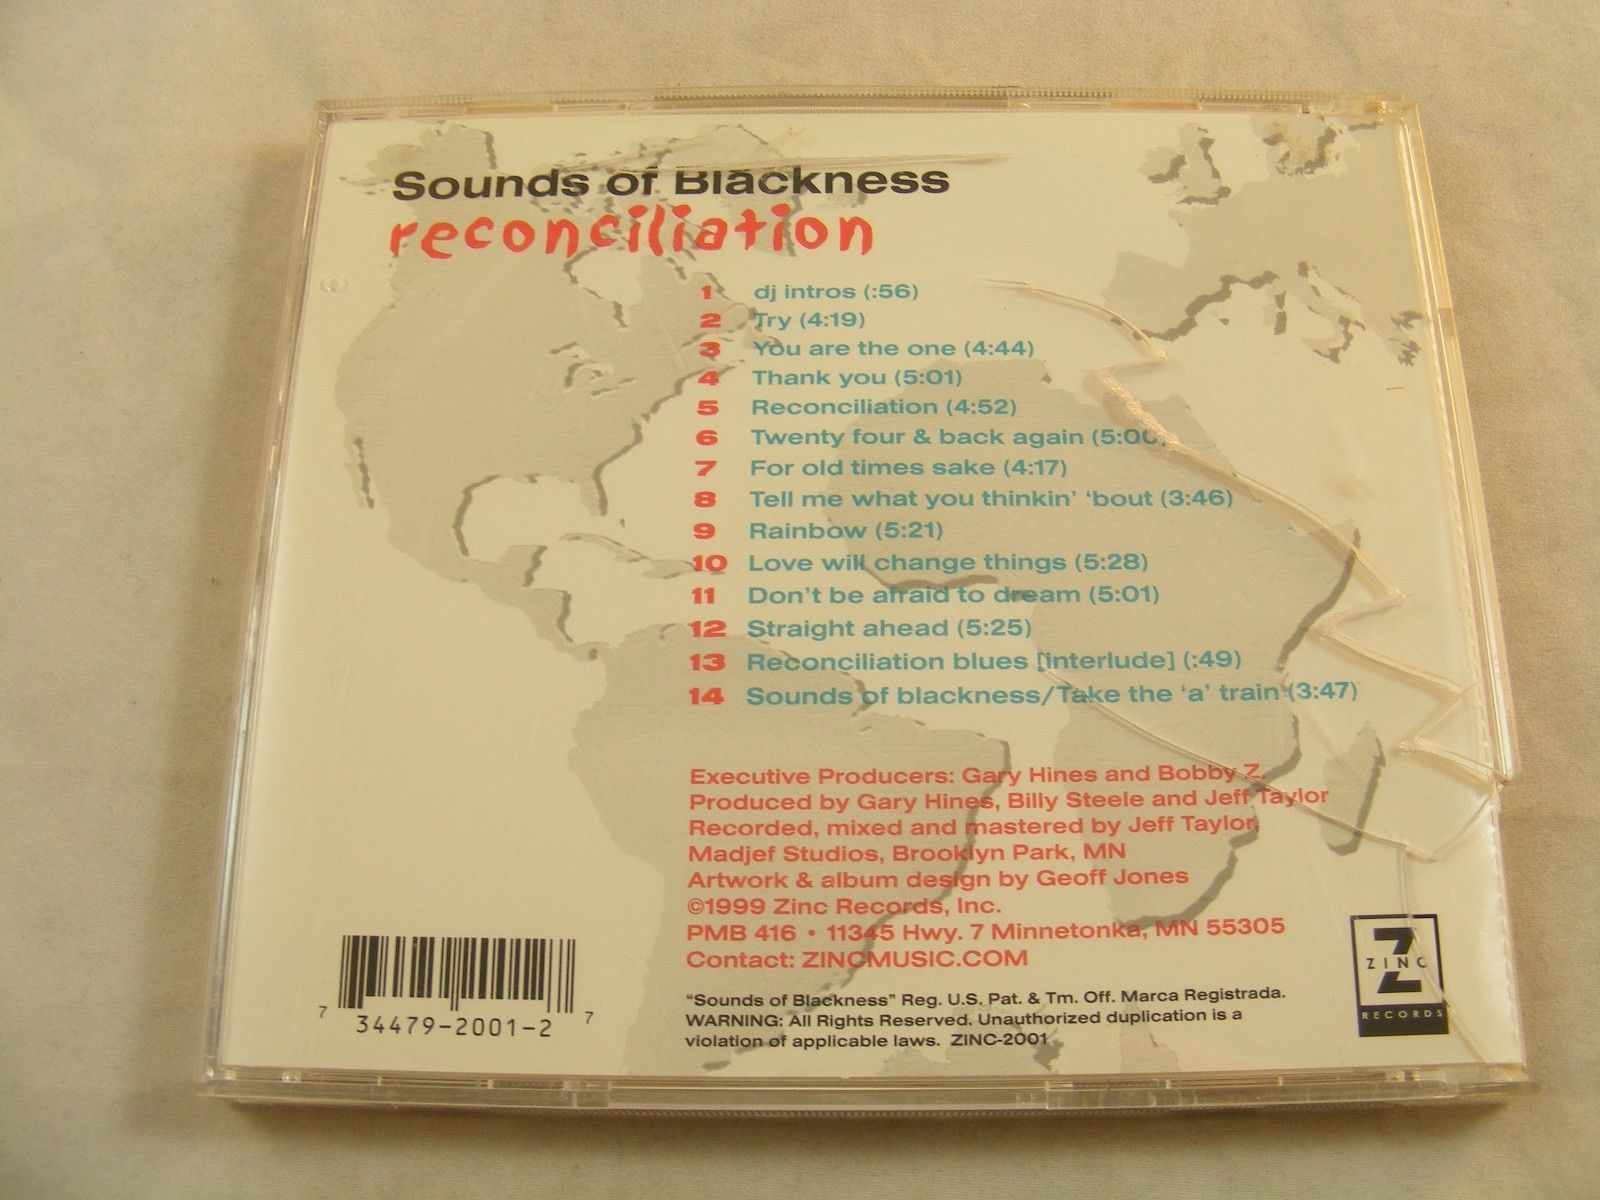 Sounds of Blackness
reconciliation
1 dj intros (:56)
2 Try (4:19)
3 You are the one (4:44)
4 Thank you (5:01)
5 Reconciliation (4:52)
6 Twenty four & back again (5:00)
7 For old times sake (4:17)
8 Tell me what you thinkin' 'bout (3:46)
9 Rainbow (5:21)
10 Love will change things (5:28)
11 Don't be afraid to dream (5:01)
12 Straight ahead (5:25)
13 Reconciliation blues [interlude] (:49)
14 Sounds of blackness/Take the 'a' train (3:47)
Executive Producers: Gary Hines and Bobby Z.
Produced by Gary Hines, Billy Steele and Jeff Taylor
Recorded, mixed and mastered by Jeff Taylor,
Madjef Studios, Brooklyn Park, MN
Artwork & album design by Geoff Jones
©1999 Zinc Records, Inc.
PMB 416 • 11345 Hwy. 7 Minnetonka, MN 55305
Contact: ZINCMUSIC.COM
"Sounds of Blackness" Reg. U.S. Pat. & Tm. Off. Marca Registrada.
WARNING: All Rights Reserved. Unauthorized duplication is a
violation of applicable laws. ZINC-2001
7 34479-2001-2 7
Z
ZINC
RECORDS